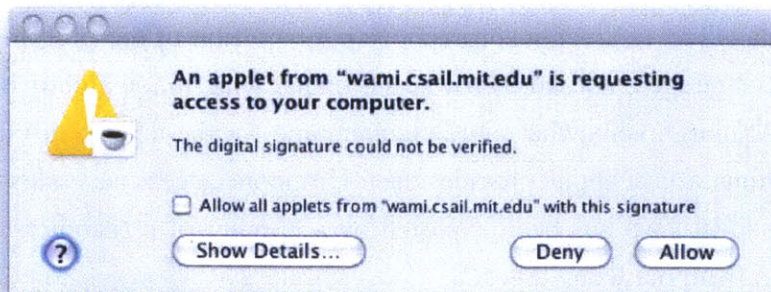 An applet from “wami.csail.mit.edu” is requesting
access to your computer.
The digital signature could not be verified.
Allow all applets from "wami.csail.mit.edu" with this signature
?
Show Details...
Deny
Allow